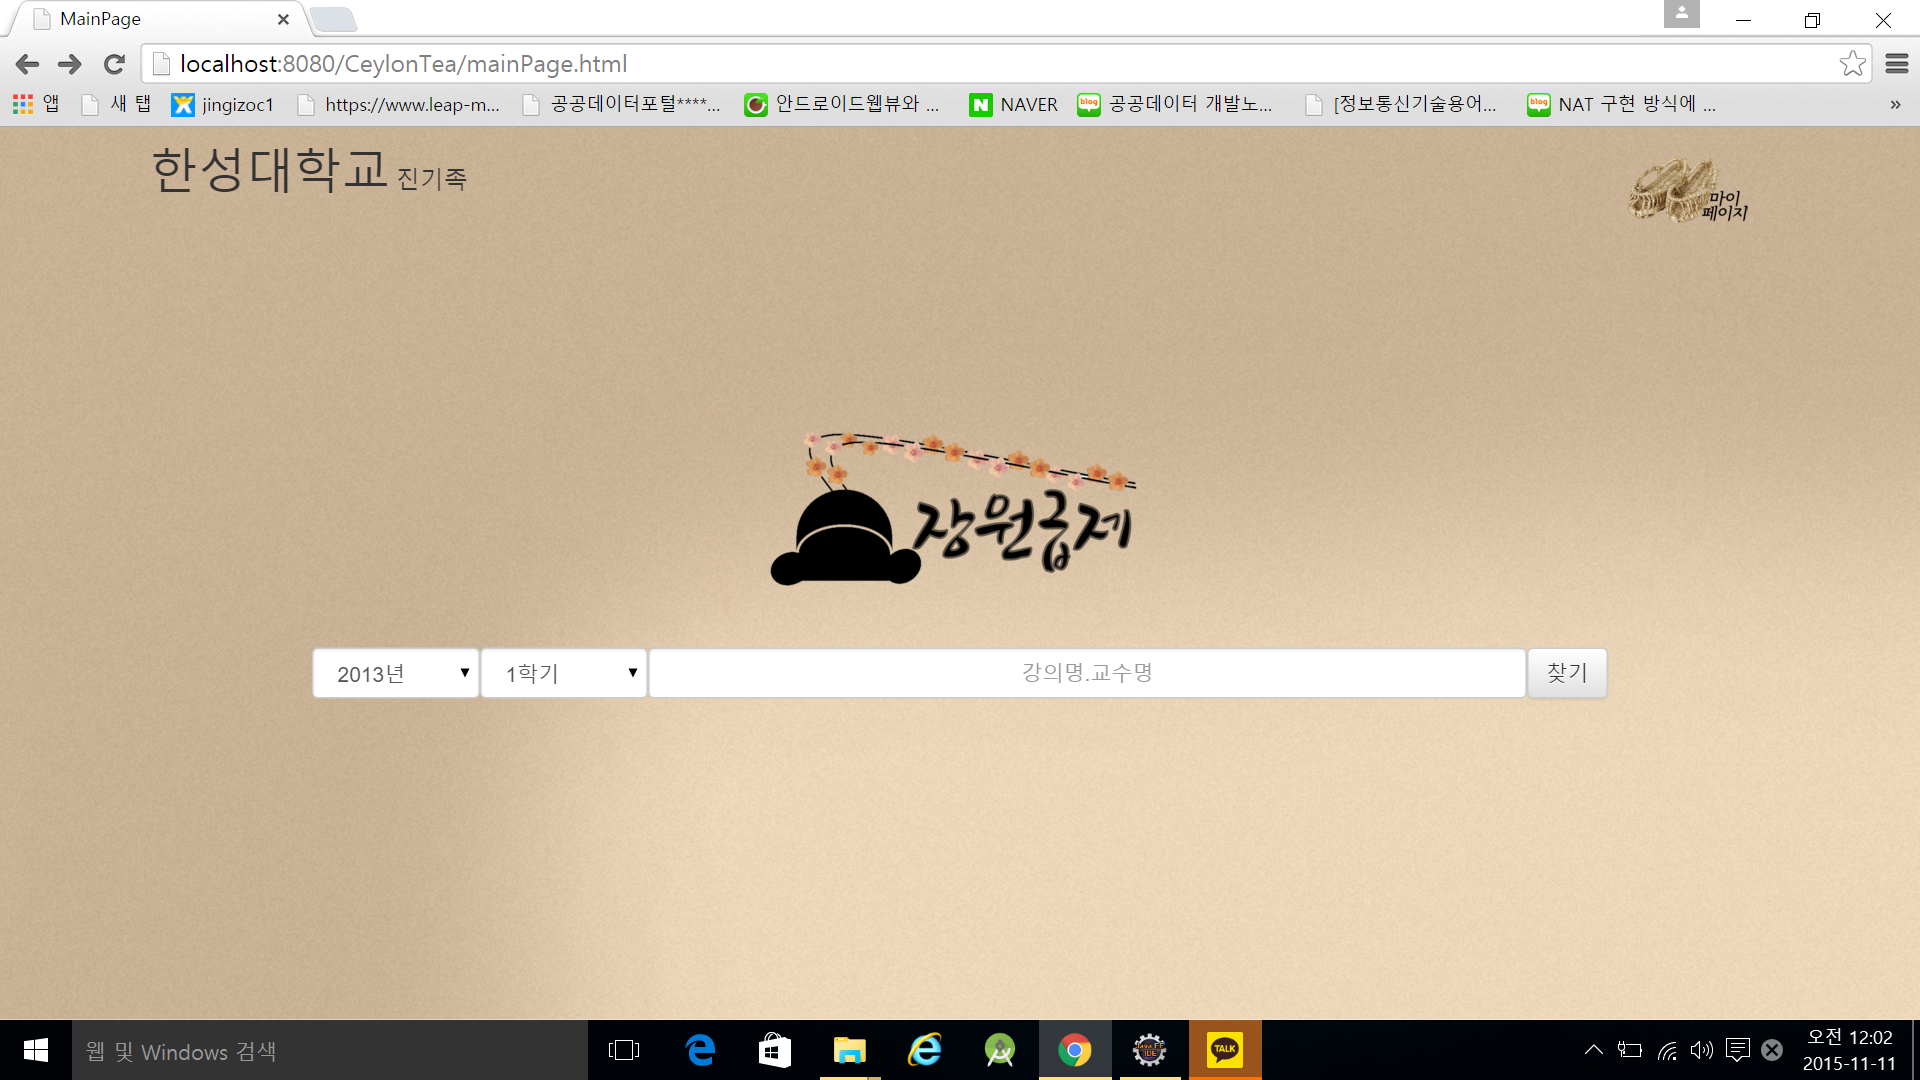 MainPage
localhost:8080/CeylonTea/mainPage.html
앱 새 탭 jingizoc1 https://www.leap-m... 공공데이터포털****... 안드로이드웹뷰와 ... NAVER 공공데이터 개발노... [정보통신기술용어... NAT 구현 방식에 ... »
한성대학교 진기족
마이
페이지
장원급제
2013년 1학기 강의명.교수명 찾기
웹 및 Windows 검색
Java EE
IDE
TALK
오전 12:02
2015-11-11